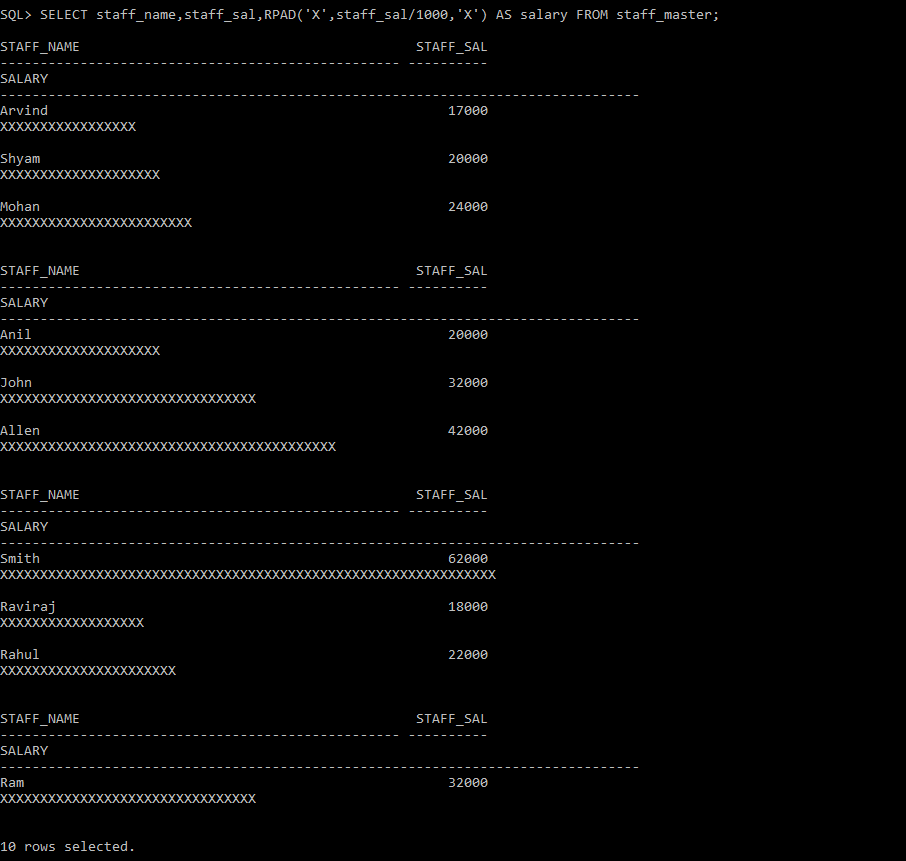 SQL> SELECT staff_name,staff_sal,RPAD('X',staff_sal/1000,'X') AS salary FROM staff_master;
STAFF_NAME                                          STAFF_SAL
-------------------------------------------------- ----------
SALARY
--------------------------------------------------------------------------------
Arvind                                                  17000
XXXXXXXXXXXXXXXXX
Shyam                                                   20000
XXXXXXXXXXXXXXXXXXXX
Mohan                                                   24000
XXXXXXXXXXXXXXXXXXXXXXXX
STAFF_NAME                                          STAFF_SAL
-------------------------------------------------- ----------
SALARY
--------------------------------------------------------------------------------
Anil                                                    20000
XXXXXXXXXXXXXXXXXXXX
John                                                    32000
XXXXXXXXXXXXXXXXXXXXXXXXXXXXXXXX
Allen                                                   42000
XXXXXXXXXXXXXXXXXXXXXXXXXXXXXXXXXXXXXXXXXX
STAFF_NAME                                          STAFF_SAL
-------------------------------------------------- ----------
SALARY
--------------------------------------------------------------------------------
Smith                                                   62000
XXXXXXXXXXXXXXXXXXXXXXXXXXXXXXXXXXXXXXXXXXXXXXXXXXXXXXXXXXXXXX
Raviraj                                                 18000
XXXXXXXXXXXXXXXXXX
Rahul                                                   22000
XXXXXXXXXXXXXXXXXXXXXX
STAFF_NAME                                          STAFF_SAL
-------------------------------------------------- ----------
SALARY
--------------------------------------------------------------------------------
Ram                                                     32000
XXXXXXXXXXXXXXXXXXXXXXXXXXXXXXXX
10 rows selected.